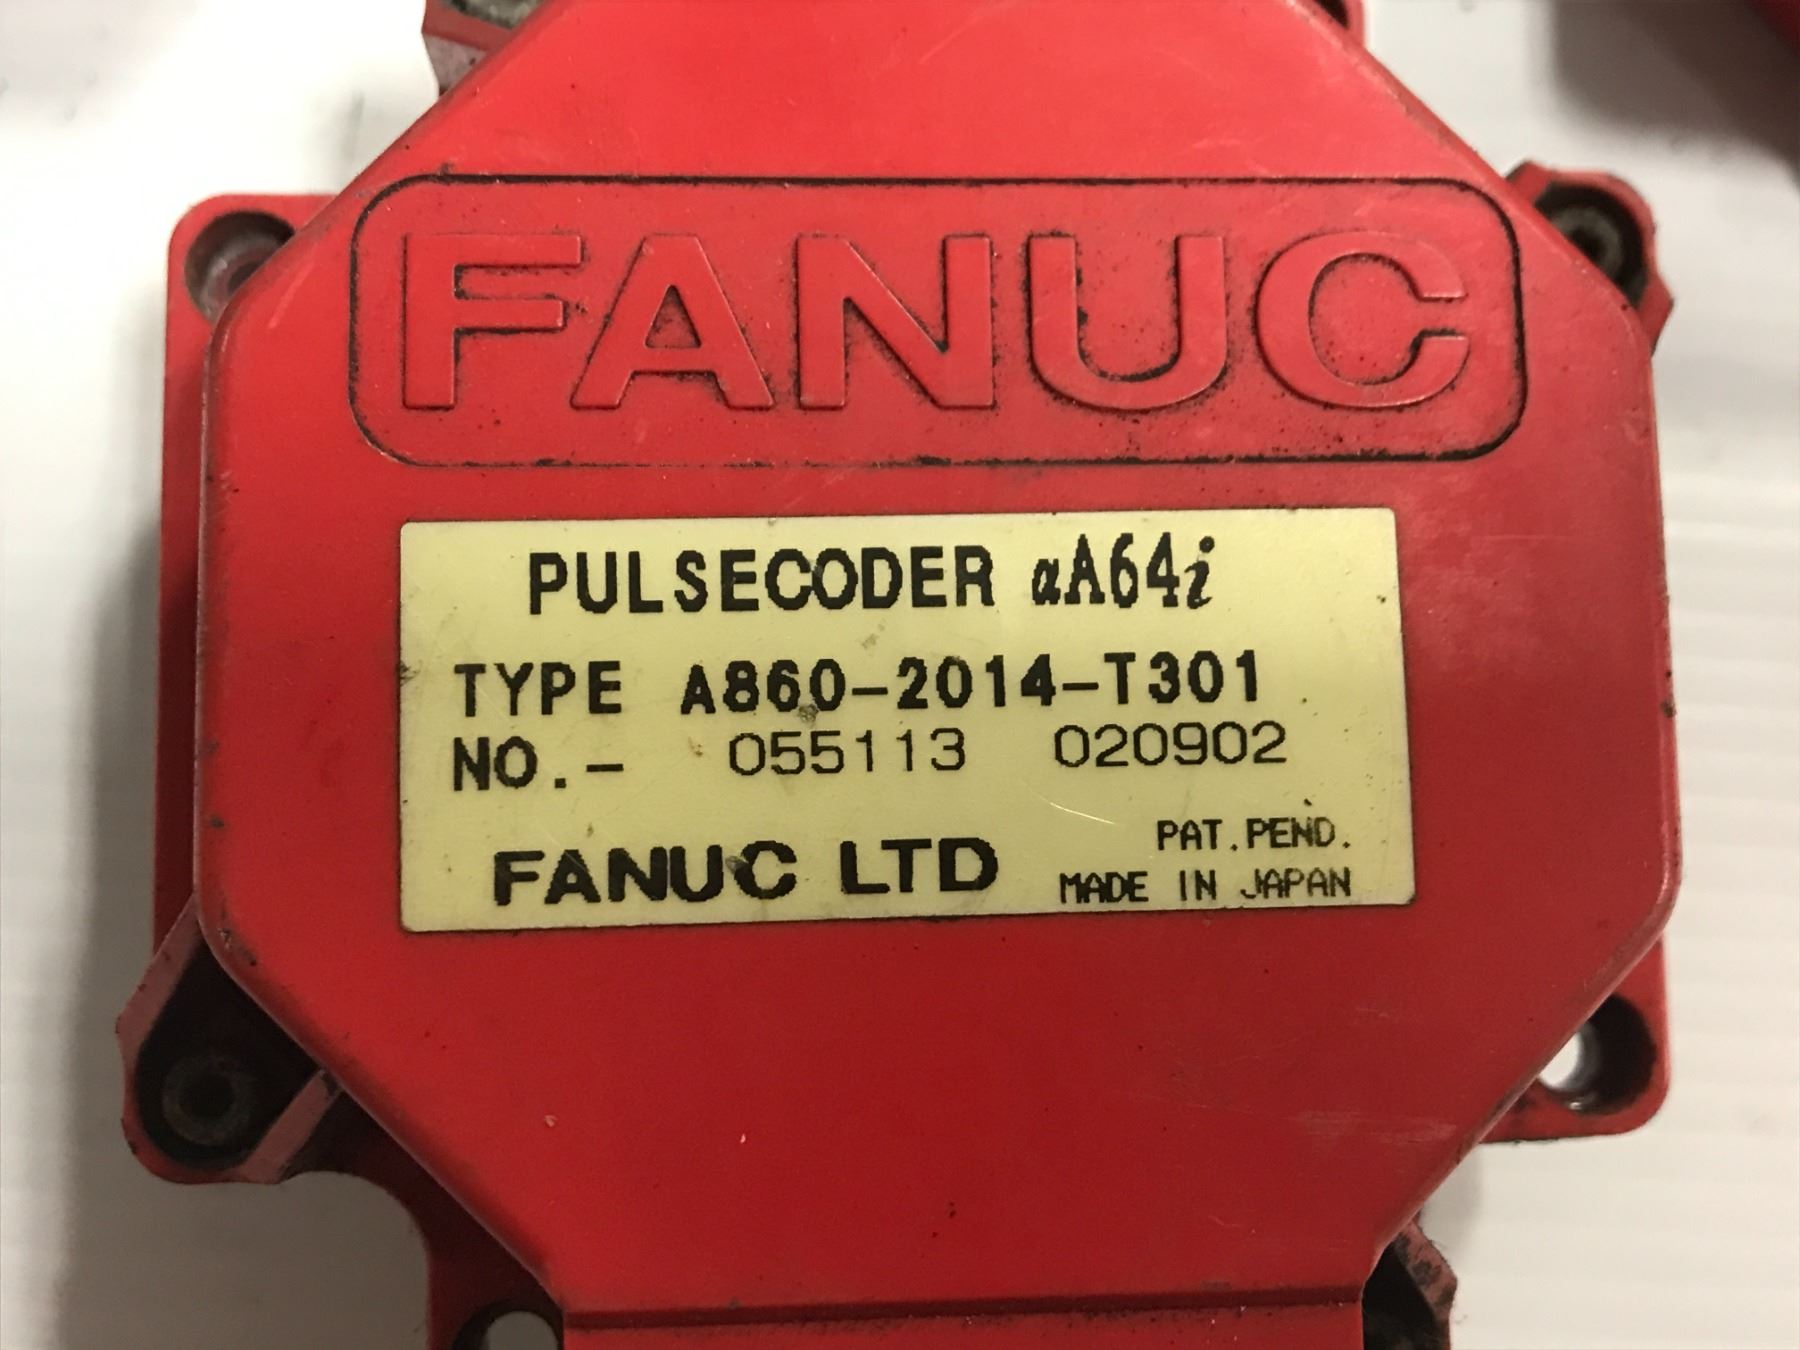 FANUC
PULSECODER αA64i
TYPE A860-2014-T301
NO.- 055113 020902
PAT.PEND.
FANUC LTD MADE IN JAPAN